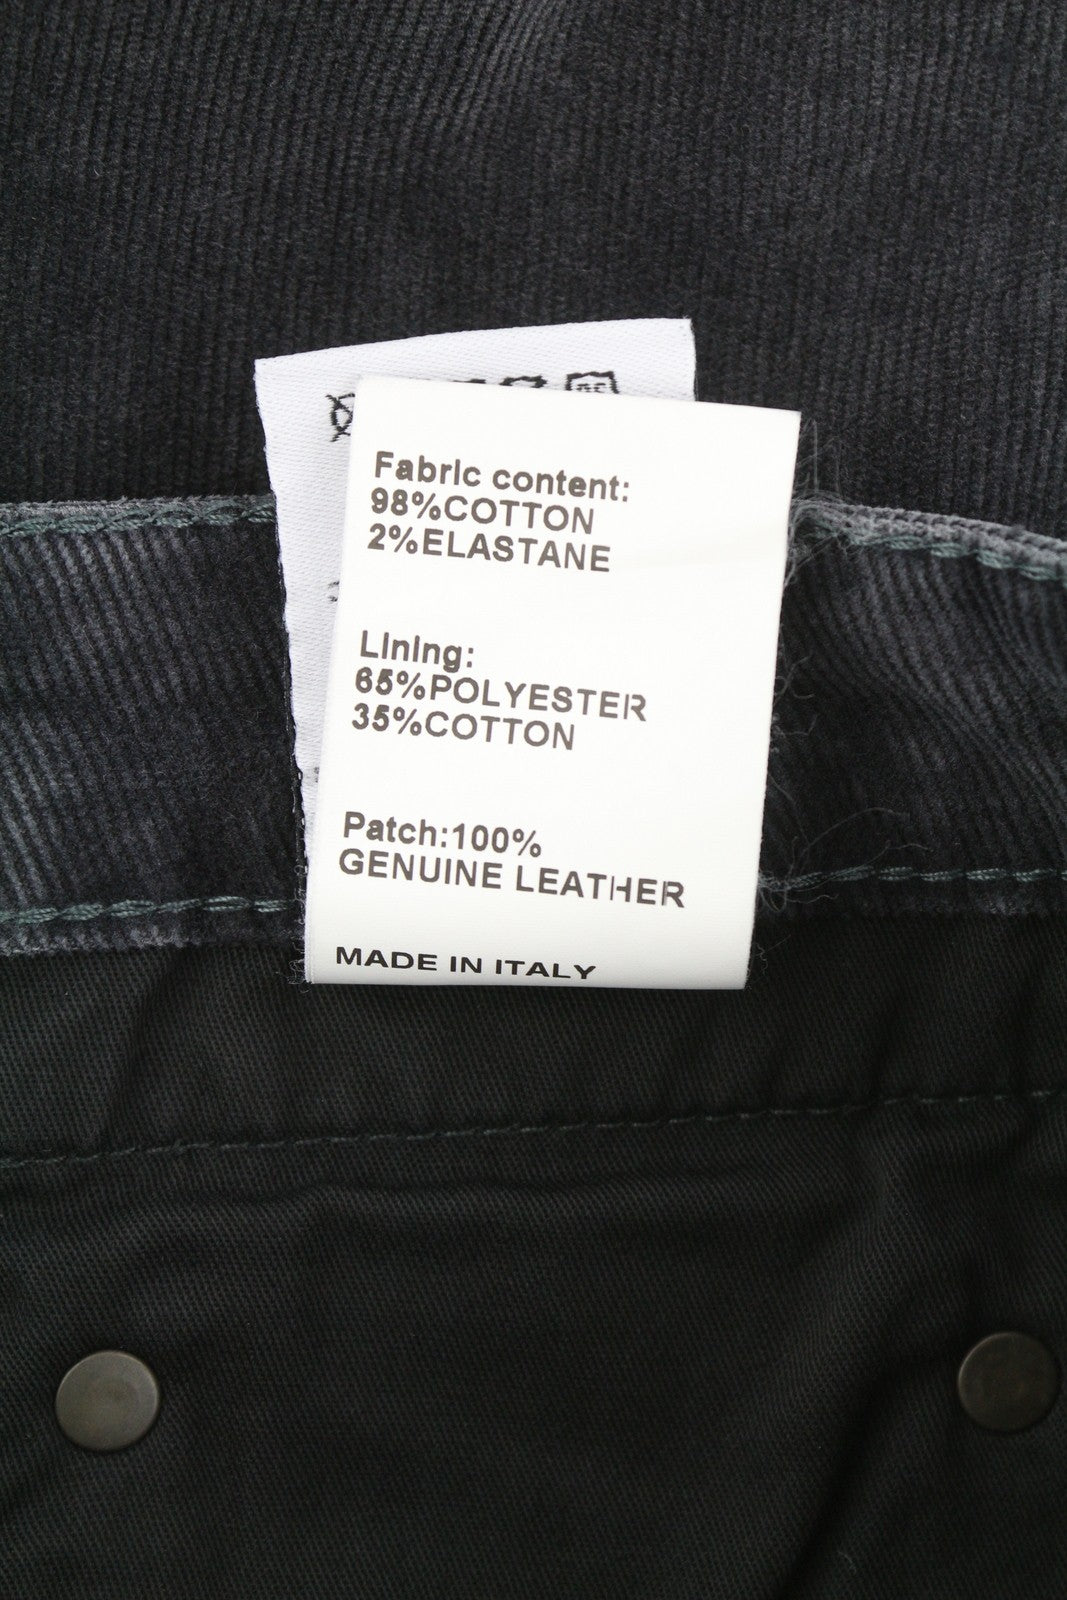 Fabric content:
98%COTTON
2%ELASTANE
Lining:
65%POLYESTER
35%COTTON
Patch:100%
GENUINE LEATHER
MADE IN ITALY